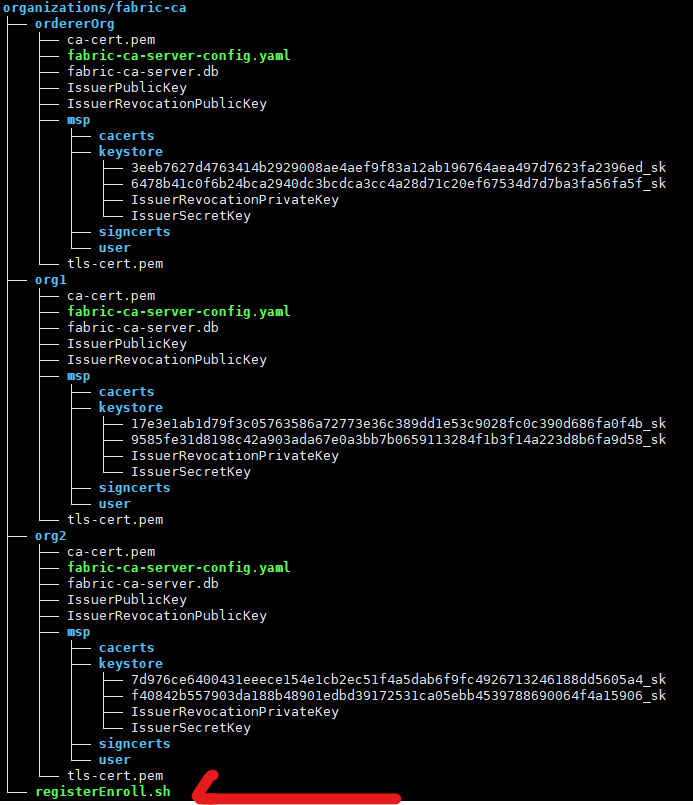 organizations/fabric-ca
├── ordererOrg
│   ├── ca-cert.pem
│   ├── fabric-ca-server-config.yaml
│   ├── fabric-ca-server.db
│   ├── IssuerPublicKey
│   ├── IssuerRevocationPublicKey
│   ├── msp
│   │   ├── cacerts
│   │   ├── keystore
│   │   │   ├── 3eeb7627d4763414b2929008ae4aef9f83a12ab196764aea497d7623fa2396ed_sk
│   │   │   ├── 6478b41c0f6b24bca2940dc3bcdca3cc4a28d71c20ef67534d7d7ba3fa56fa5f_sk
│   │   │   ├── IssuerRevocationPrivateKey
│   │   │   └── IssuerSecretKey
│   │   ├── signcerts
│   │   └── user
│   └── tls-cert.pem
├── org1
│   ├── ca-cert.pem
│   ├── fabric-ca-server-config.yaml
│   ├── fabric-ca-server.db
│   ├── IssuerPublicKey
│   ├── IssuerRevocationPublicKey
│   ├── msp
│   │   ├── cacerts
│   │   ├── keystore
│   │   │   ├── 17e3e1ab1d79f3c05763586a72773e36c389dd1e53c9028fc0c390d686fa0f4b_sk
│   │   │   ├── 9585fe31d8198c42a903ada67e0a3bb7b0659113284f1b3f14a223d8b6fa9d58_sk
│   │   │   ├── IssuerRevocationPrivateKey
│   │   │   └── IssuerSecretKey
│   │   ├── signcerts
│   │   └── user
│   └── tls-cert.pem
├── org2
│   ├── ca-cert.pem
│   ├── fabric-ca-server-config.yaml
│   ├── fabric-ca-server.db
│   ├── IssuerPublicKey
│   ├── IssuerRevocationPublicKey
│   ├── msp
│   │   ├── cacerts
│   │   ├── keystore
│   │   │   ├── 7d976ce6400431eeece154e1cb2ec51f4a5dab6f9fc4926713246188dd5605a4_sk
│   │   │   ├── f40842b557903da188b48901edbd39172531ca05ebb4539788690064f4a15906_sk
│   │   │   ├── IssuerRevocationPrivateKey
│   │   │   └── IssuerSecretKey
│   │   ├── signcerts
│   │   └── user
│   └── tls-cert.pem
└── registerEnroll.sh